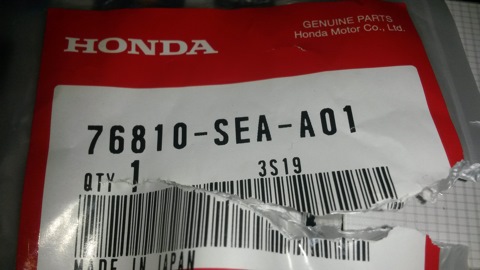 HONDA
GENUINE PARTS
Honda Motor Co., Ltd.
76810-SEA-A01
QTY 1
3S19
MADE IN JAPAN